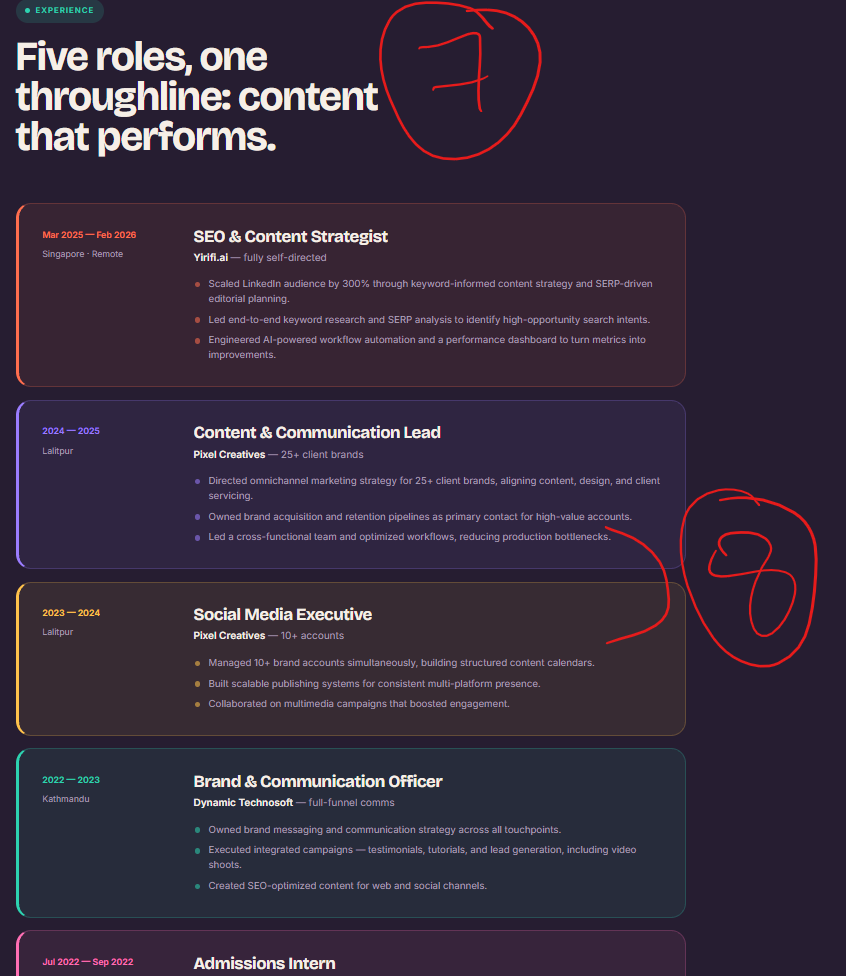 EXPERIENCE
Five roles, one
throughline: content
that performs.
7
Mar 2025 — Feb 2026
Singapore · Remote
SEO & Content Strategist
Yirifi.ai — fully self-directed
Scaled LinkedIn audience by 300% through keyword-informed content strategy and SERP-driven
editorial planning.
Led end-to-end keyword research and SERP analysis to identify high-opportunity search intents.
Engineered AI-powered workflow automation and a performance dashboard to turn metrics into
improvements.
2024 — 2025
Lalitpur
Content & Communication Lead
Pixel Creatives — 25+ client brands
Directed omnichannel marketing strategy for 25+ client brands, aligning content, design, and client
servicing.
Owned brand acquisition and retention pipelines as primary contact for high-value accounts.
Led a cross-functional team and optimized workflows, reducing production bottlenecks.
8
2023 — 2024
Lalitpur
Social Media Executive
Pixel Creatives — 10+ accounts
Managed 10+ brand accounts simultaneously, building structured content calendars.
Built scalable publishing systems for consistent multi-platform presence.
Collaborated on multimedia campaigns that boosted engagement.
2022 — 2023
Kathmandu
Brand & Communication Officer
Dynamic Technosoft — full-funnel comms
Owned brand messaging and communication strategy across all touchpoints.
Executed integrated campaigns — testimonials, tutorials, and lead generation, including video
shoots.
Created SEO-optimized content for web and social channels.
Jul 2022 — Sep 2022
Admissions Intern